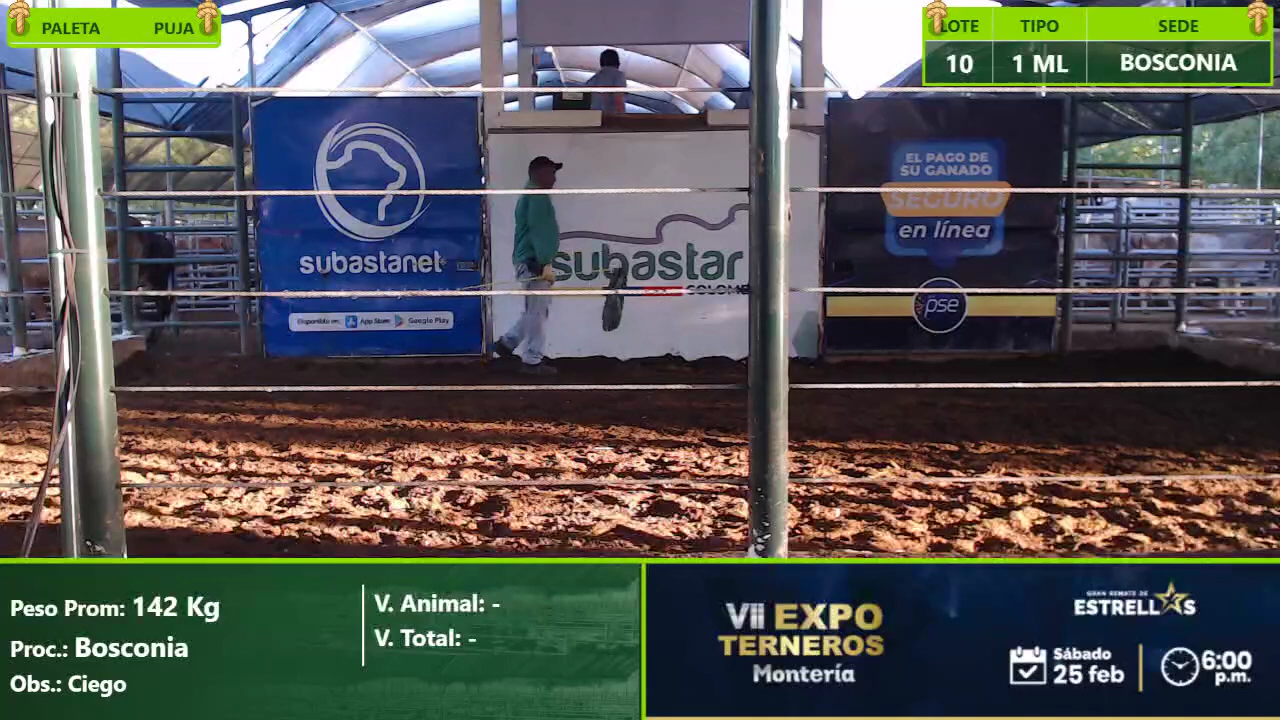 PALETA PUJA
LOTE TIPO SEDE
10 1 ML BOSCONIA
subastanet
Disponible en: App Store Google Play
subastar
COLOMB
EL PAGO DE
SU GANADO
SEGURO
en línea
pse
Peso Prom: 142 Kg
Proc.: Bosconia
Obs.: Ciego
V. Animal: -
V. Total: -
VII EXPO
TERNEROS
Montería
GRAN REMATE DE
ESTRELLAS
Sábado
25 feb
6:00
p.m.